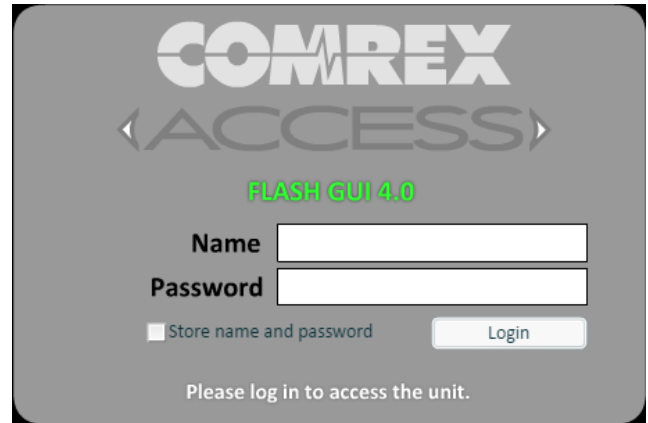 COMREX
ACCESS
FLASH GUI 4.0
Name
Password
Store name and password
Login
Please log in to access the unit.